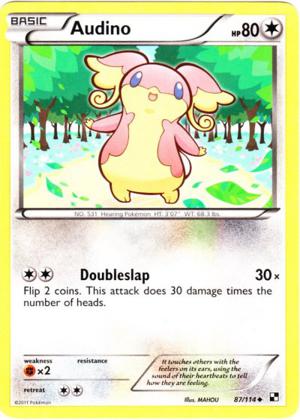 BASIC
Audino
HP80
NO. 531 Hearing Pokémon HT. 3'07" WT. 68.3 lbs.
Doubleslap 30×
Flip 2 coins. This attack does 30 damage times
the number of heads.
weakness
resistance
×2
retreat
It touches others with the
feelers on its ears, using the
sound of their heartbeats to tell
how they are feeling.
©2011 Pokémon
Illus. MAHOU
87/114